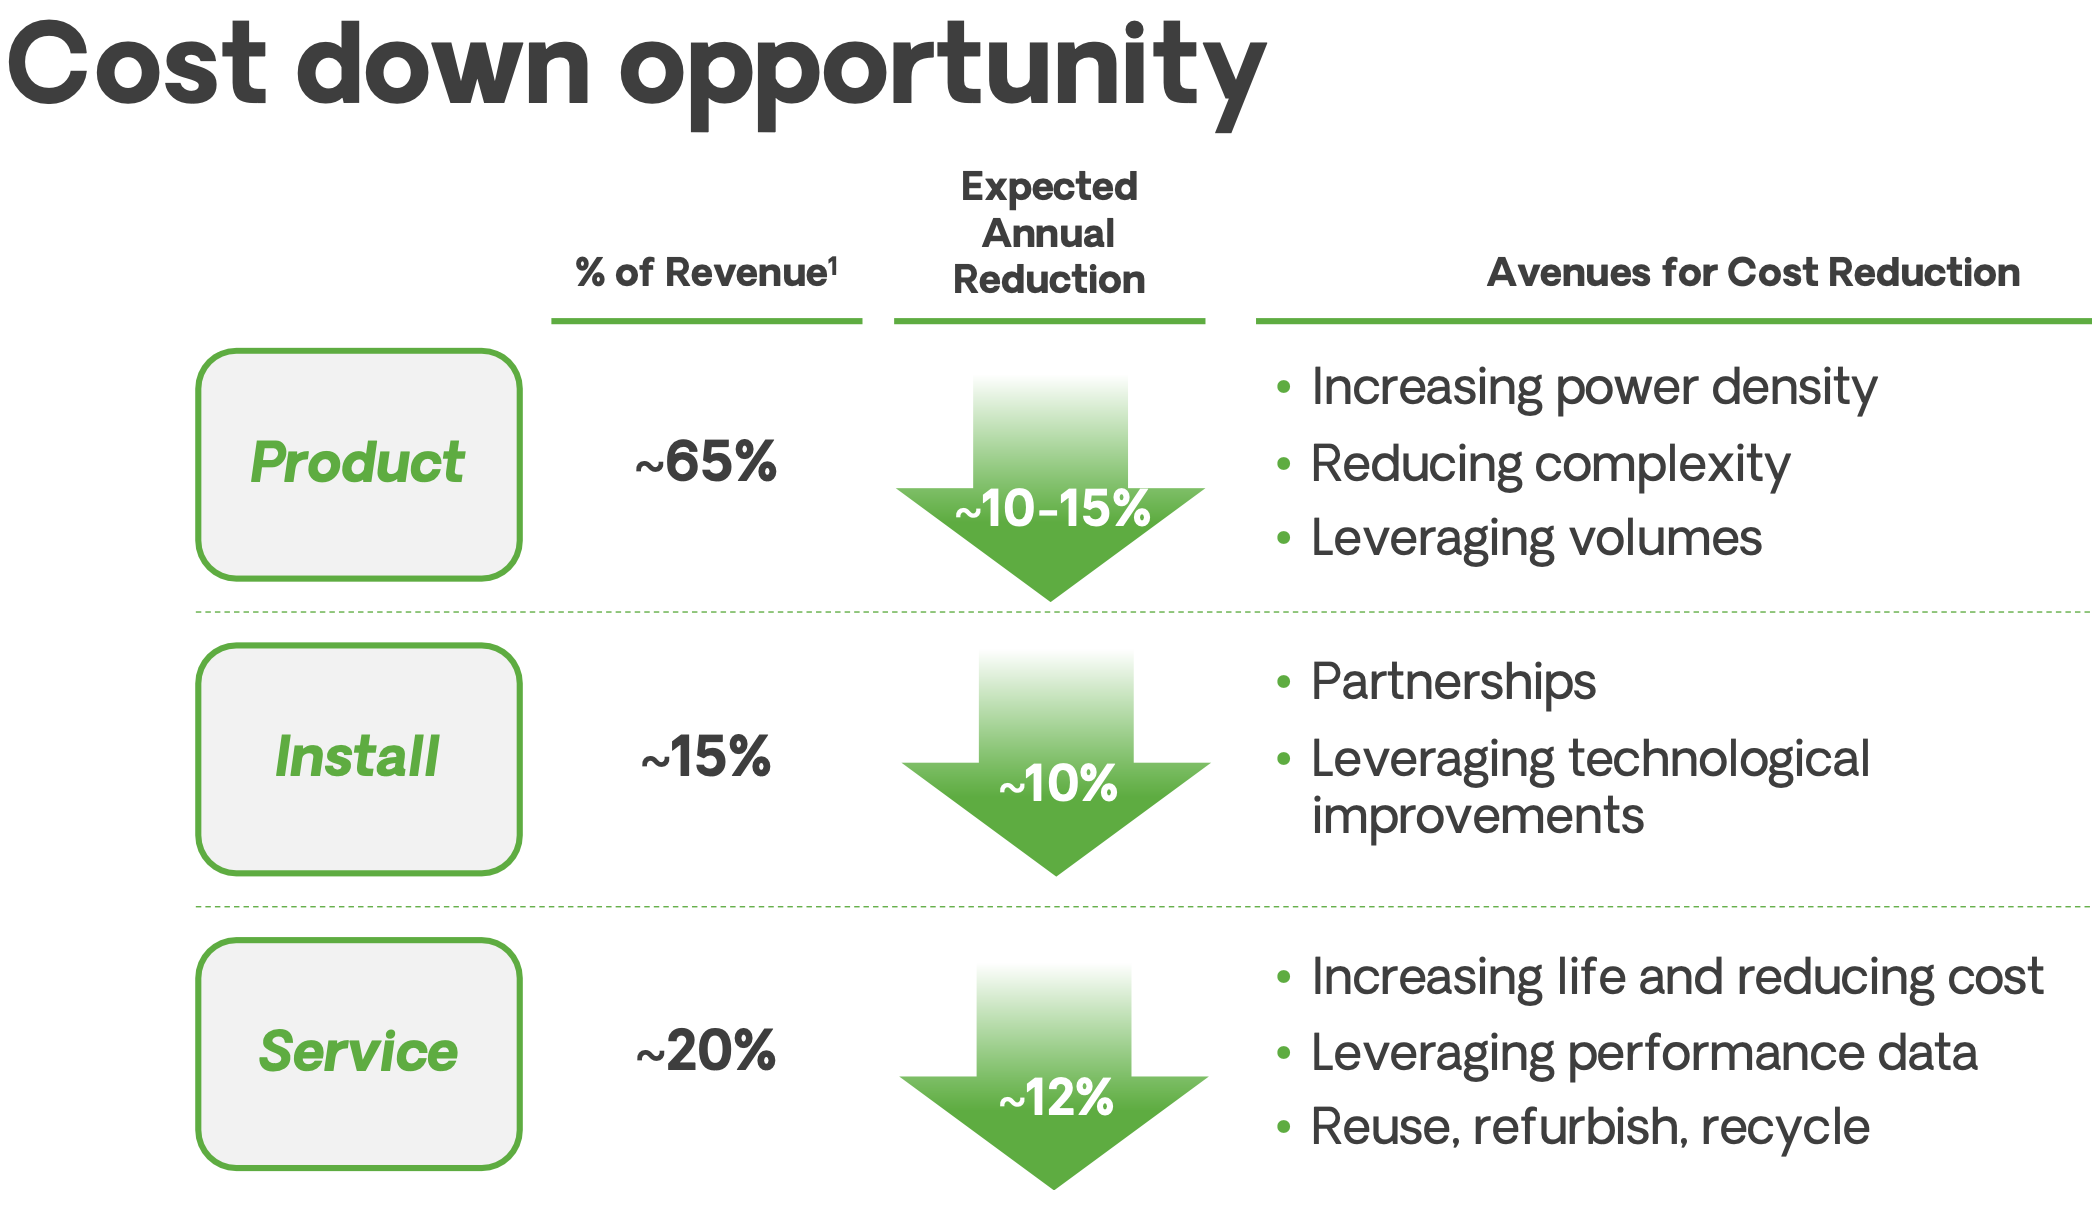 Cost down opportunity
% of Revenue¹
Expected
Annual
Reduction
Avenues for Cost Reduction
Product
~65%
~10-15%
• Increasing power density
• Reducing complexity
• Leveraging volumes
Install
~15%
~10%
• Partnerships
• Leveraging technological
improvements
Service
~20%
~12%
• Increasing life and reducing cost
• Leveraging performance data
• Reuse, refurbish, recycle